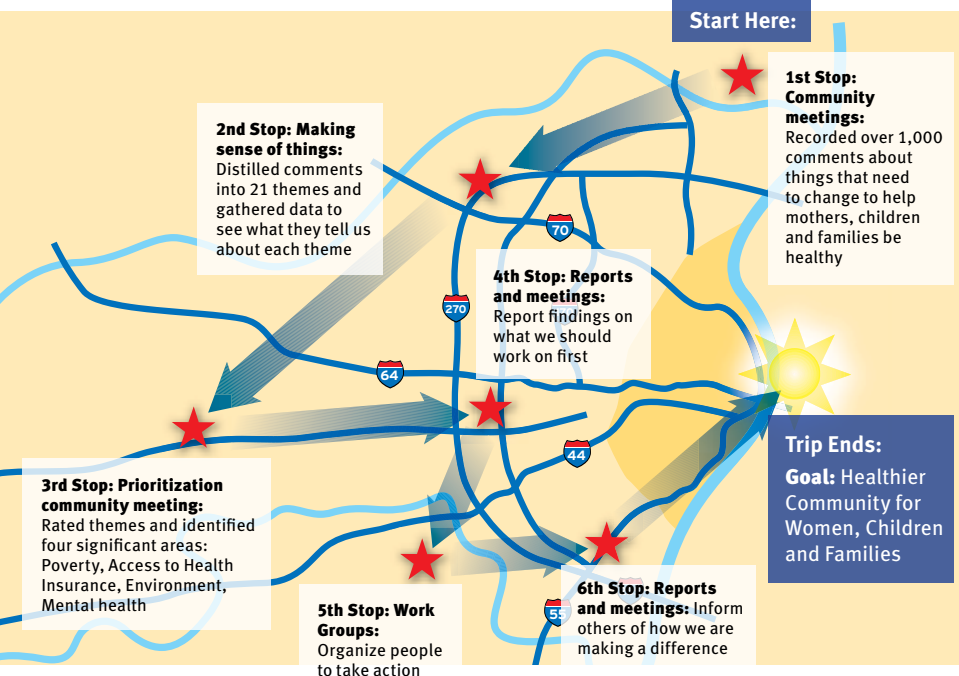 Start Here:
1st Stop:
Community
meetings:
Recorded over 1,000
comments about
things that need
to change to help
mothers, children
and families be
healthy
2nd Stop: Making
sense of things:
Distilled comments
into 21 themes and
gathered data to
see what they tell us
about each theme
70
4th Stop: Reports
and meetings:
Report findings on
what we should
work on first
270
64
3rd Stop: Prioritization
community meeting:
Rated themes and identified
four significant areas:
Poverty, Access to Health
Insurance, Environment,
Mental health
44
Trip Ends:
Goal: Healthier
Community for
Women, Children
and Families
5th Stop: Work
Groups:
Organize people
to take action
55
6th Stop: Reports
and meetings: Inform
others of how we are
making a difference